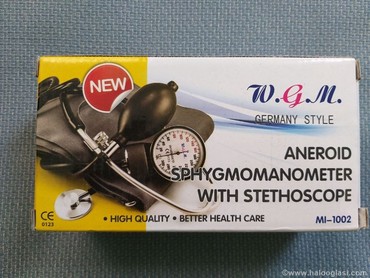 NEW
W.G.M.
GERMANY STYLE
ANEROID
SPHYGMOMANOMETER
WITH STETHOSCOPE
• HIGH QUALITY • BETTER HEALTH CARE
MI-1002
CE
0123
www.halooglasi.com